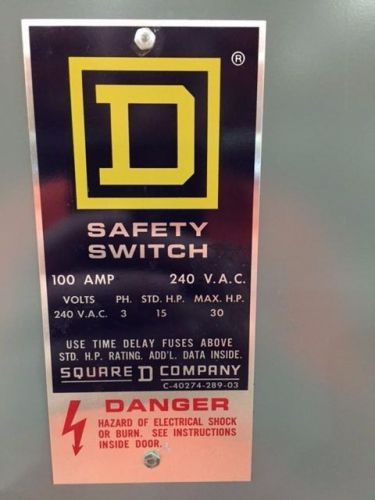 D ®
SAFETY
SWITCH
100 AMP 240 V.A.C.
VOLTS PH. STD. H.P. MAX. H.P.
240 V.A.C. 3 15 30
USE TIME DELAY FUSES ABOVE
STD. H.P. RATING. ADD'L. DATA INSIDE.
SQUARE D COMPANY
C-40274-289-03
DANGER
HAZARD OF ELECTRICAL SHOCK
OR BURN. SEE INSTRUCTIONS
INSIDE DOOR.